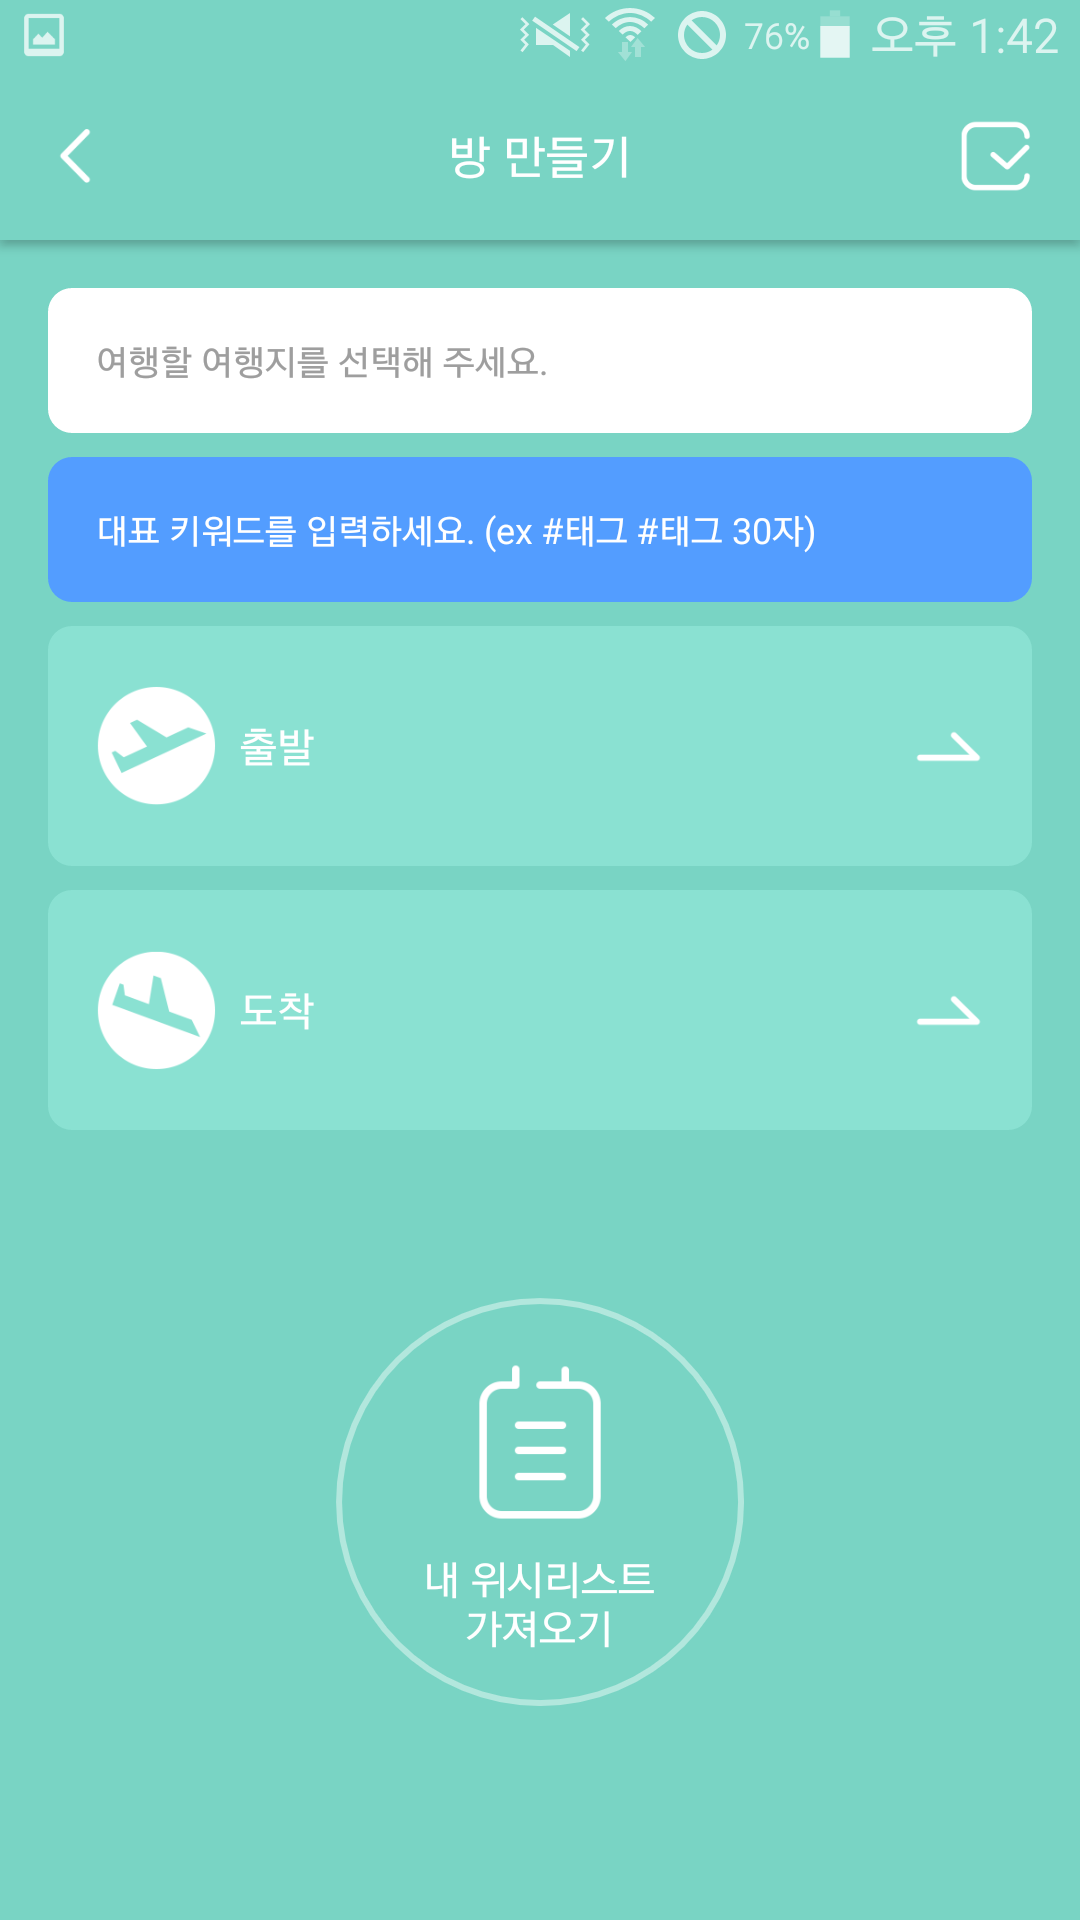 76% 오후 1:42
방 만들기
여행할 여행지를 선택해 주세요.
대표 키워드를 입력하세요. (ex #태그 #태그 30자)
출발
도착
내 위시리스트
가져오기